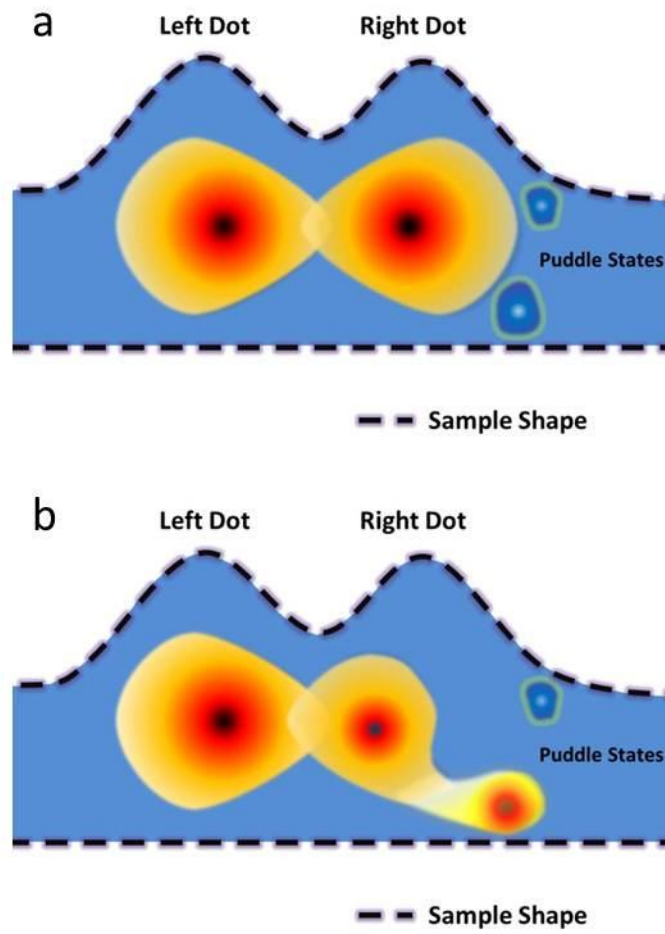 a
Left Dot Right Dot
Puddle States
Sample Shape
b
Left Dot Right Dot
Puddle States
Sample Shape